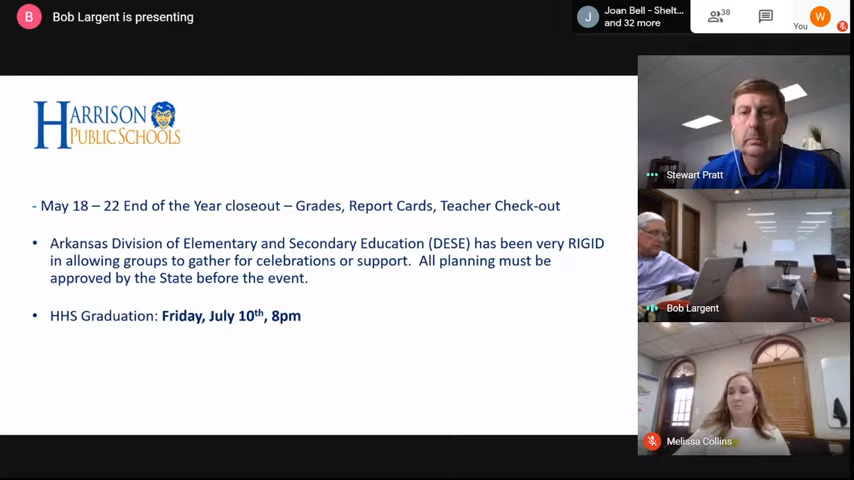 B Bob Largent is presenting
J Joan Bell - Shelt...
and 32 more
38
You
W
HARRISON
PUBLIC SCHOOLS
- May 18 – 22 End of the Year closeout – Grades, Report Cards, Teacher Check-out
• Arkansas Division of Elementary and Secondary Education (DESE) has been very RIGID
in allowing groups to gather for celebrations or support. All planning must be
approved by the State before the event.
• HHS Graduation: Friday, July 10th, 8pm
Stewart Pratt
Bob Largent
Melissa Collins